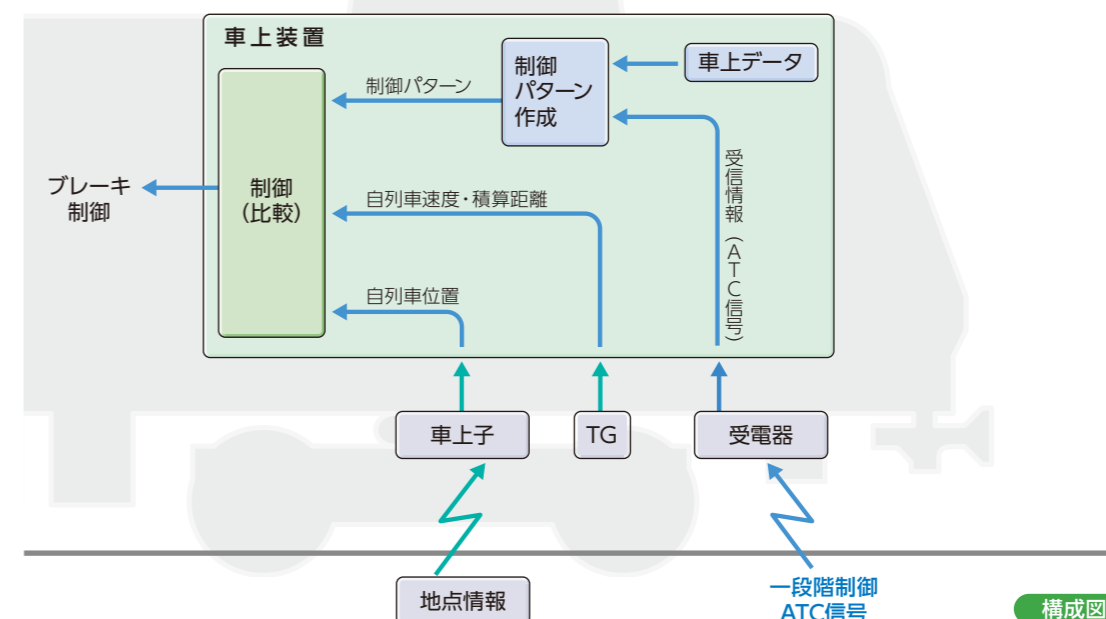 車上装置
制御
パターン
作成
車上データ
制御パターン
受信情報（ATC信号）
ブレーキ
制御
制御
（比較）
自列車速度・積算距離
自列車位置
車上子
TG
受電器
地点情報
一段階制御
ATC信号
構成図